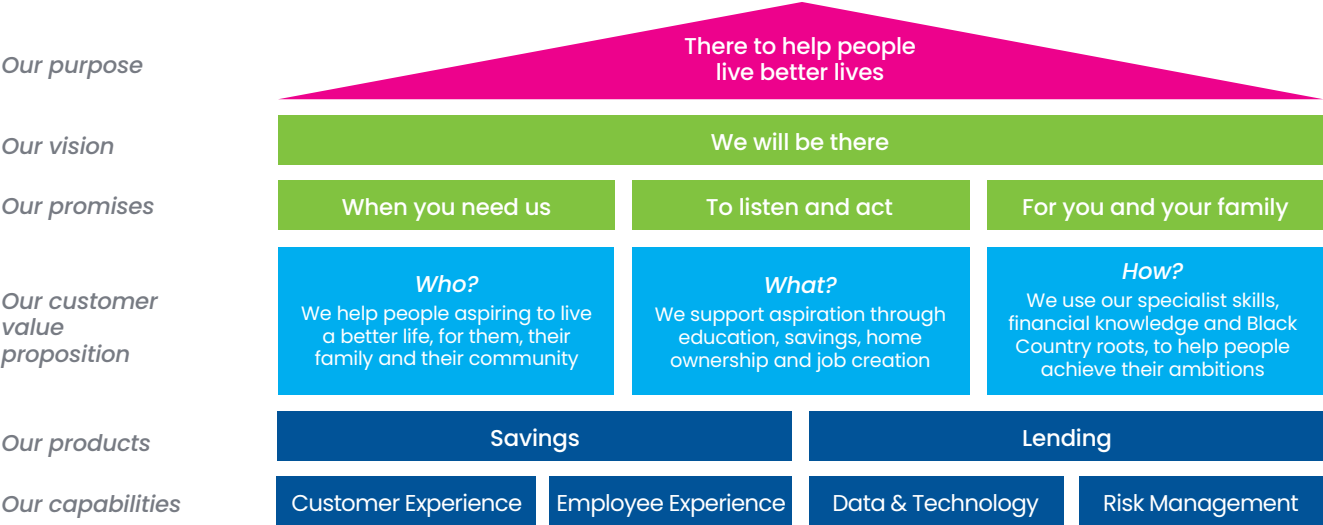 Our purpose
There to help people
live better lives
Our vision
We will be there
Our promises
When you need us
To listen and act
For you and your family
Our customer
value
proposition
Who?
We help people aspiring to live
a better life, for them, their
family and their community
What?
We support aspiration through
education, savings, home
ownership and job creation
How?
We use our specialist skills,
financial knowledge and Black
Country roots, to help people
achieve their ambitions
Our products
Savings
Lending
Our capabilities
Customer Experience
Employee Experience
Data & Technology
Risk Management